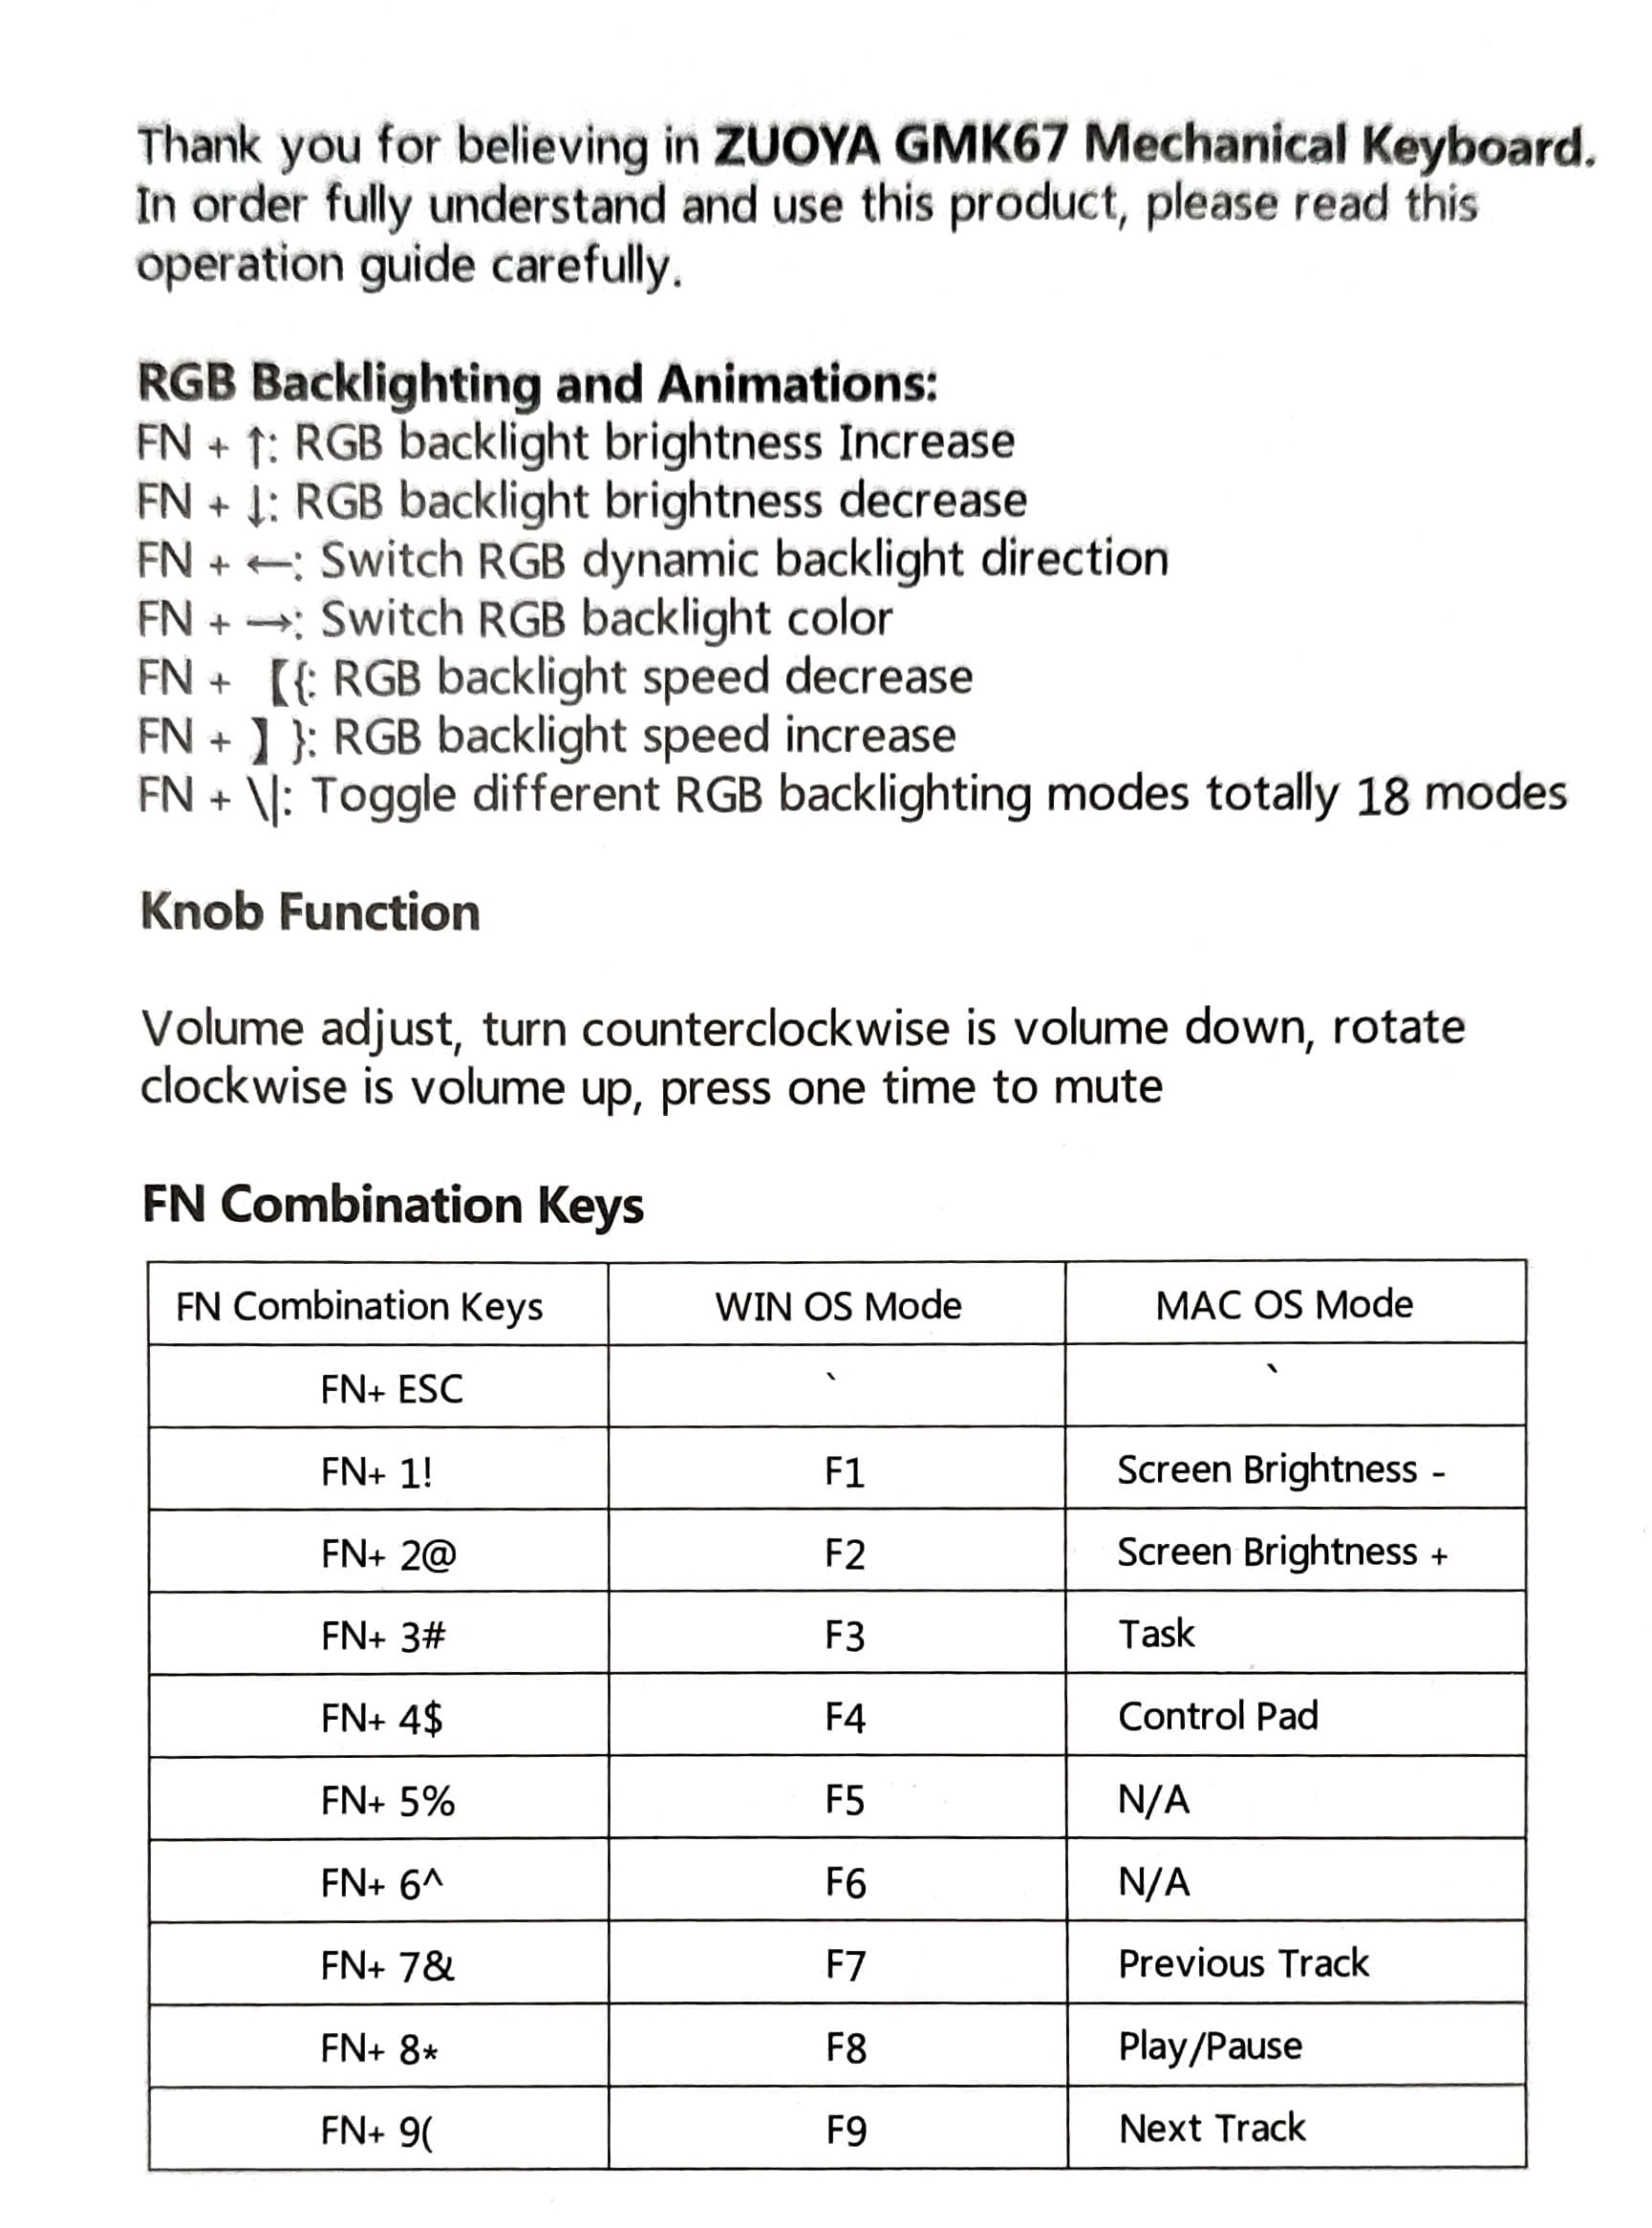 Thank you for believing in ZUOYA GMK67 Mechanical Keyboard.
In order fully understand and use this product, please read this
operation guide carefully.
RGB Backlighting and Animations:
FN + ↑: RGB backlight brightness Increase
FN + ↓: RGB backlight brightness decrease
FN + ←: Switch RGB dynamic backlight direction
FN + →: Switch RGB backlight color
FN + 【{: RGB backlight speed decrease
FN + 】}: RGB backlight speed increase
FN + \|: Toggle different RGB backlighting modes totally 18 modes
Knob Function
Volume adjust, turn counterclockwise is volume down, rotate
clockwise is volume up, press one time to mute
FN Combination Keys
FN Combination Keys WIN OS Mode MAC OS Mode
FN+ ESC ` `
FN+ 1! F1 Screen Brightness -
FN+ 2@ F2 Screen Brightness +
FN+ 3# F3 Task
FN+ 4$ F4 Control Pad
FN+ 5% F5 N/A
FN+ 6^ F6 N/A
FN+ 7& F7 Previous Track
FN+ 8* F8 Play/Pause
FN+ 9( F9 Next Track